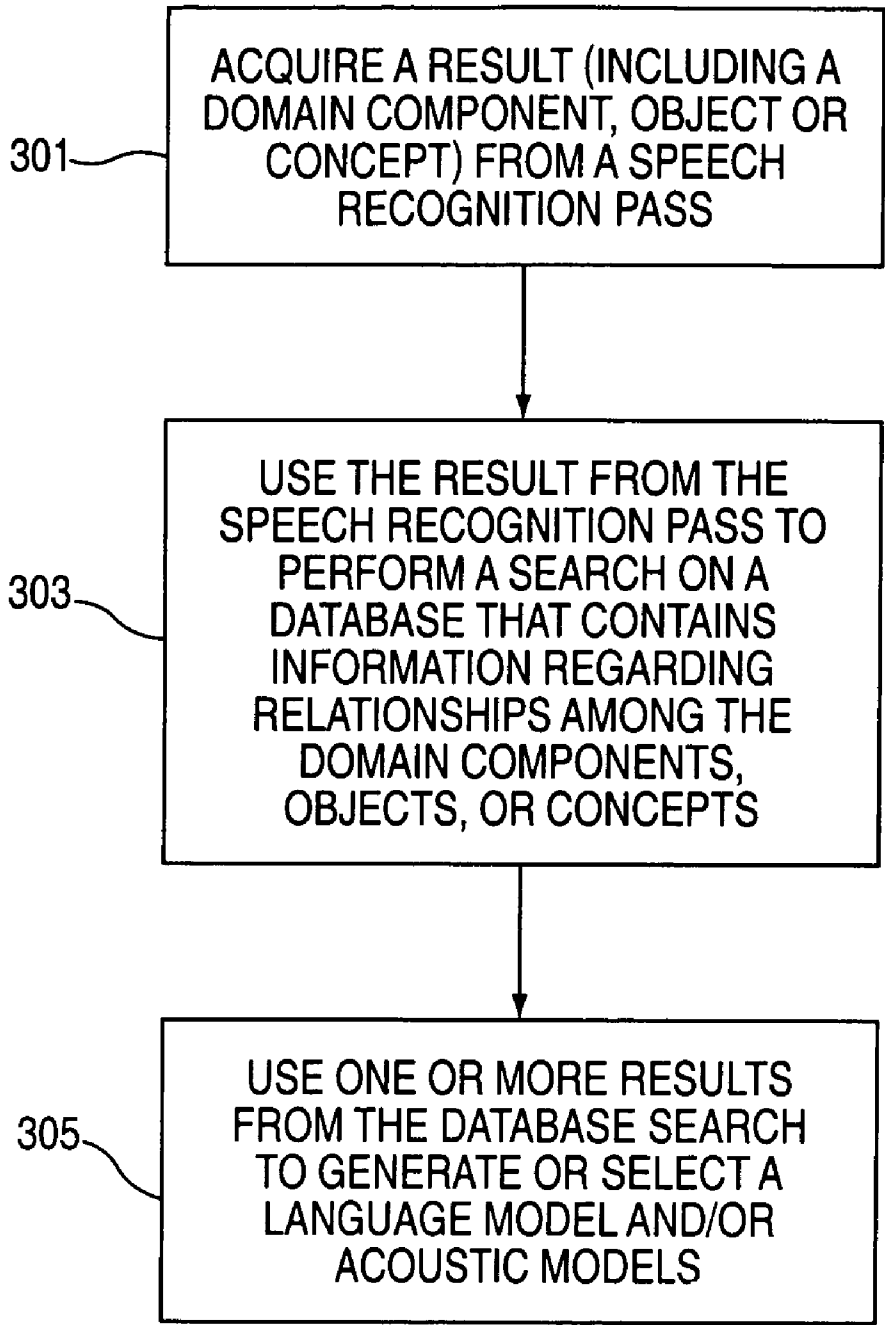 ACQUIRE A RESULT (INCLUDING A
DOMAIN COMPONENT, OBJECT OR
CONCEPT) FROM A SPEECH
RECOGNITION PASS
301
USE THE RESULT FROM THE
SPEECH RECOGNITION PASS TO
PERFORM A SEARCH ON A
DATABASE THAT CONTAINS
INFORMATION REGARDING
RELATIONSHIPS AMONG THE
DOMAIN COMPONENTS,
OBJECTS, OR CONCEPTS
303
USE ONE OR MORE RESULTS
FROM THE DATABASE SEARCH
TO GENERATE OR SELECT A
LANGUAGE MODEL AND/OR
ACOUSTIC MODELS
305